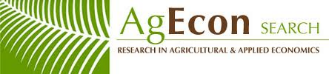 AgEcon SEARCH
RESEARCH IN AGRICULTURAL & APPLIED ECONOMICS